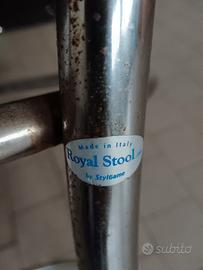 Made in Italy
Royal Stool
by StylGame
subito